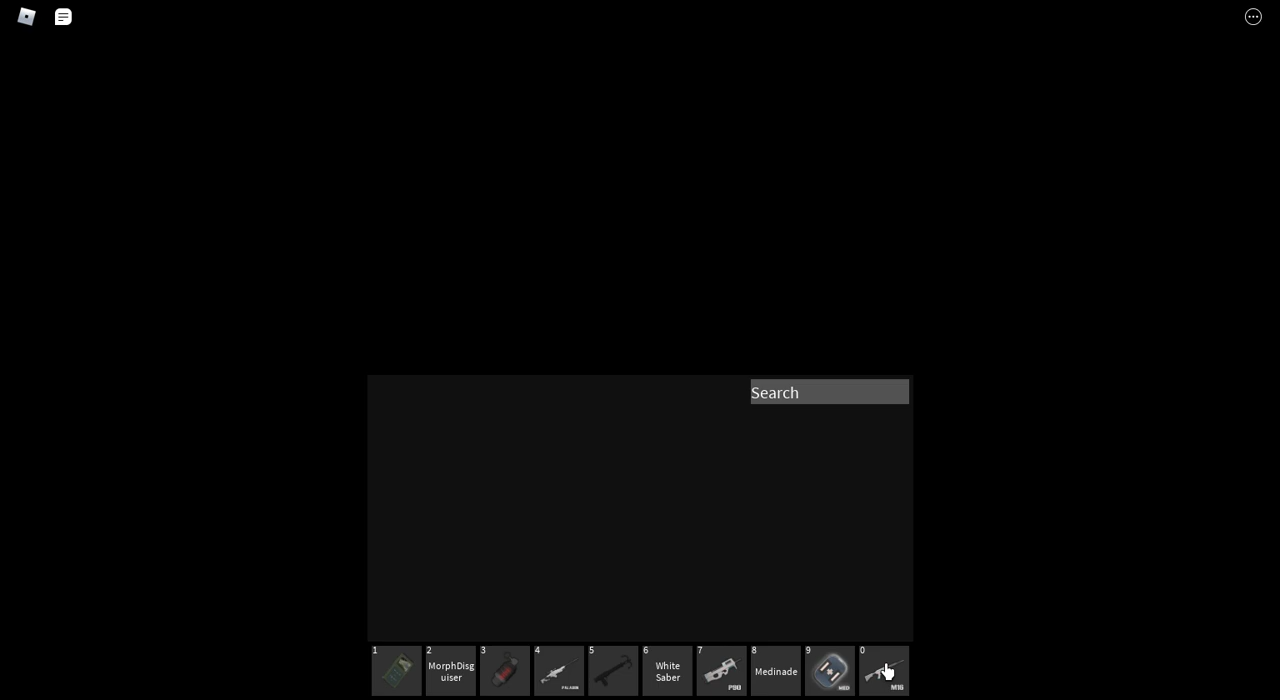 Search
1
2
3
4
5
6
7
8
9
0
MorphDisg
uiser
PALADIN
White
Saber
P90
Medinade
MED
M16